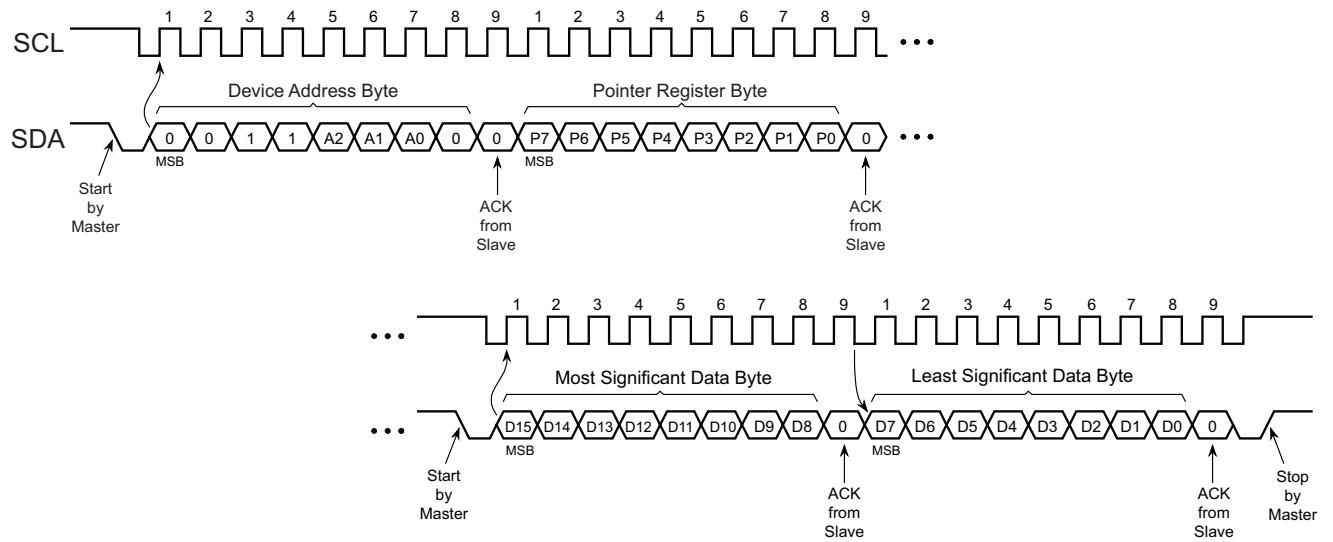 1 2 3 4 5 6 7 8 9 1 2 3 4 5 6 7 8 9
SCL
Device Address Byte Pointer Register Byte
SDA 0 0 1 1 A2 A1 A0 0 0 P7 P6 P5 P4 P3 P2 P1 P0 0
MSB MSB
Start
by
Master
ACK
from
Slave
ACK
from
Slave
1 2 3 4 5 6 7 8 9 1 2 3 4 5 6 7 8 9
Most Significant Data Byte Least Significant Data Byte
D15 D14 D13 D12 D11 D10 D9 D8 0 D7 D6 D5 D4 D3 D2 D1 D0 0
MSB MSB
Start
by
Master
ACK
from
Slave
ACK
from
Slave
Stop
by
Master